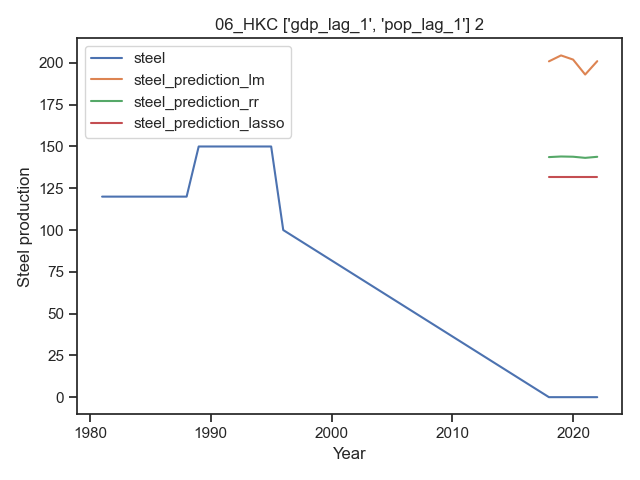 06_HKC ['gdp_lag_1', 'pop_lag_1'] 2
steel
steel_prediction_lm
steel_prediction_rr
steel_prediction_lasso
Steel production
200
175
150
125
100
75
50
25
0
1980
1990
2000
2010
2020
Year